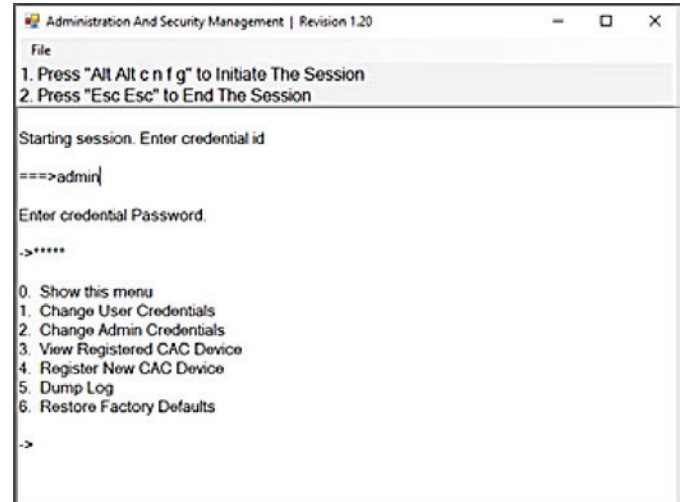 Administration And Security Management | Revision 1.20
File
1. Press "Alt Alt c n f g" to Initiate The Session
2. Press "Esc Esc" to End The Session
Starting session. Enter credential id
===>admin
Enter credential Password.
->*****
0. Show this menu
1. Change User Credentials
2. Change Admin Credentials
3. View Registered CAC Device
4. Register New CAC Device
5. Dump Log
6. Restore Factory Defaults
->